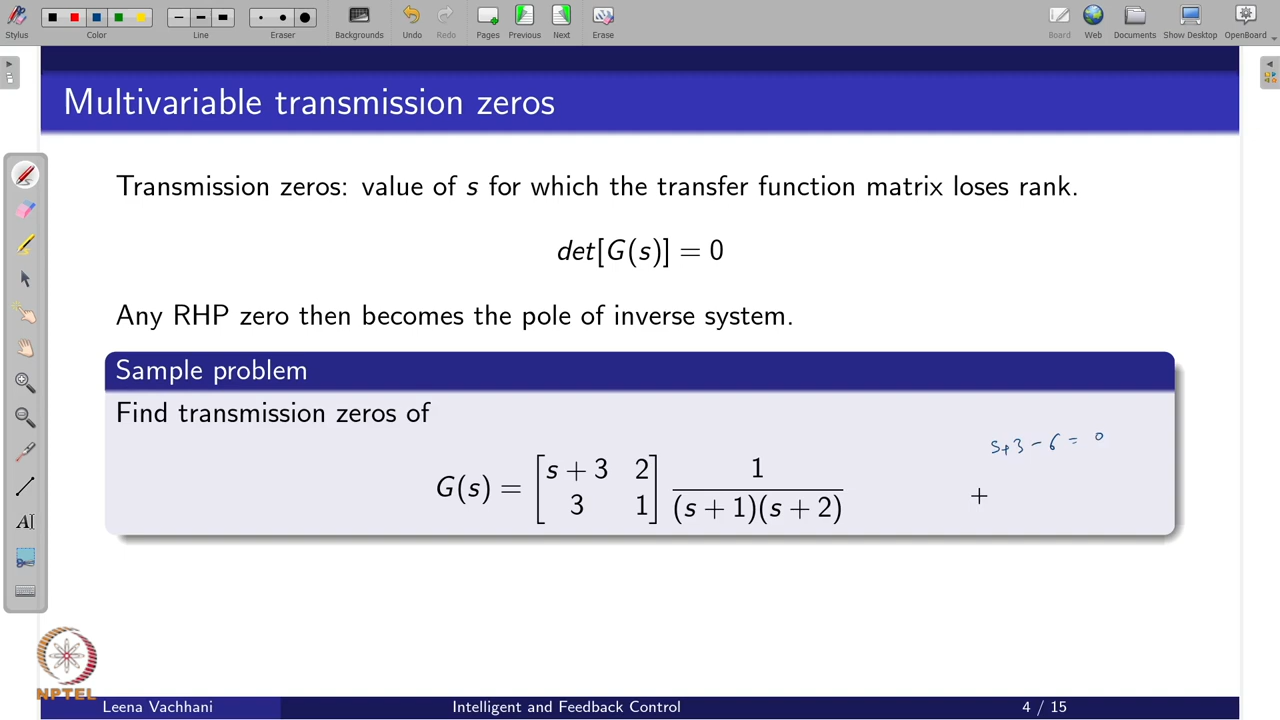 Stylus Color Line Eraser Backgrounds Undo Redo Pages Previous Next Erase Board Web Documents Show Desktop OpenBoard
Multivariable transmission zeros
Transmission zeros: value of s for which the transfer function matrix loses rank.
det[G(s)] = 0
Any RHP zero then becomes the pole of inverse system.
Sample problem
Find transmission zeros of
s+3 - 6 = 0
G(s) = [s + 3 2; 3 1] 1/((s + 1)(s + 2))
NPTEL
Leena Vachhani Intelligent and Feedback Control 4 / 15